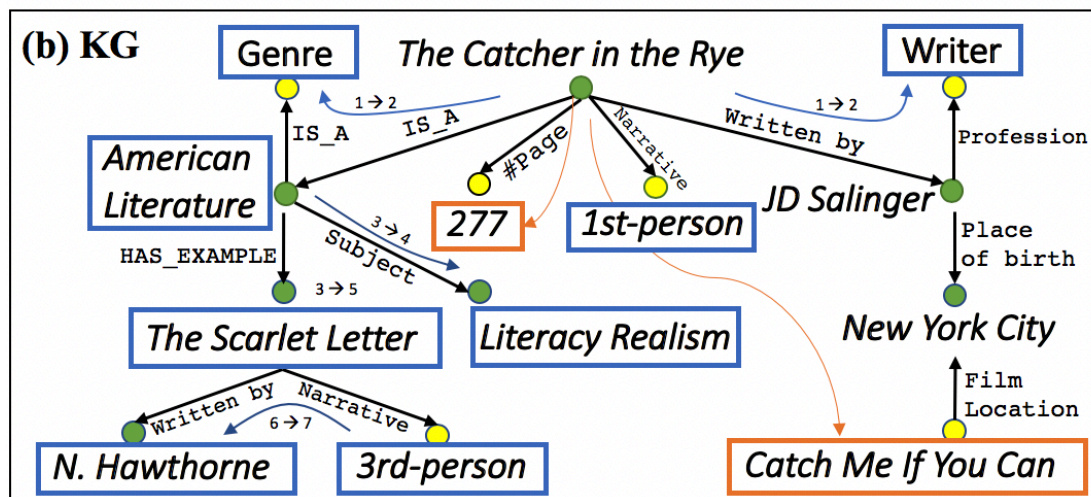 (b) KG
Genre
The Catcher in the Rye
Writer
1 → 2
1 → 2
IS_A
IS_A
#Page
Narrative
Written by
Profession
American
Literature
277
1st-person
JD Salinger
3 → 4
Subject
HAS_EXAMPLE
3 → 5
Place
of birth
The Scarlet Letter
Literacy Realism
New York City
Written by
Narrative
6 → 7
Film
Location
N. Hawthorne
3rd-person
Catch Me If You Can